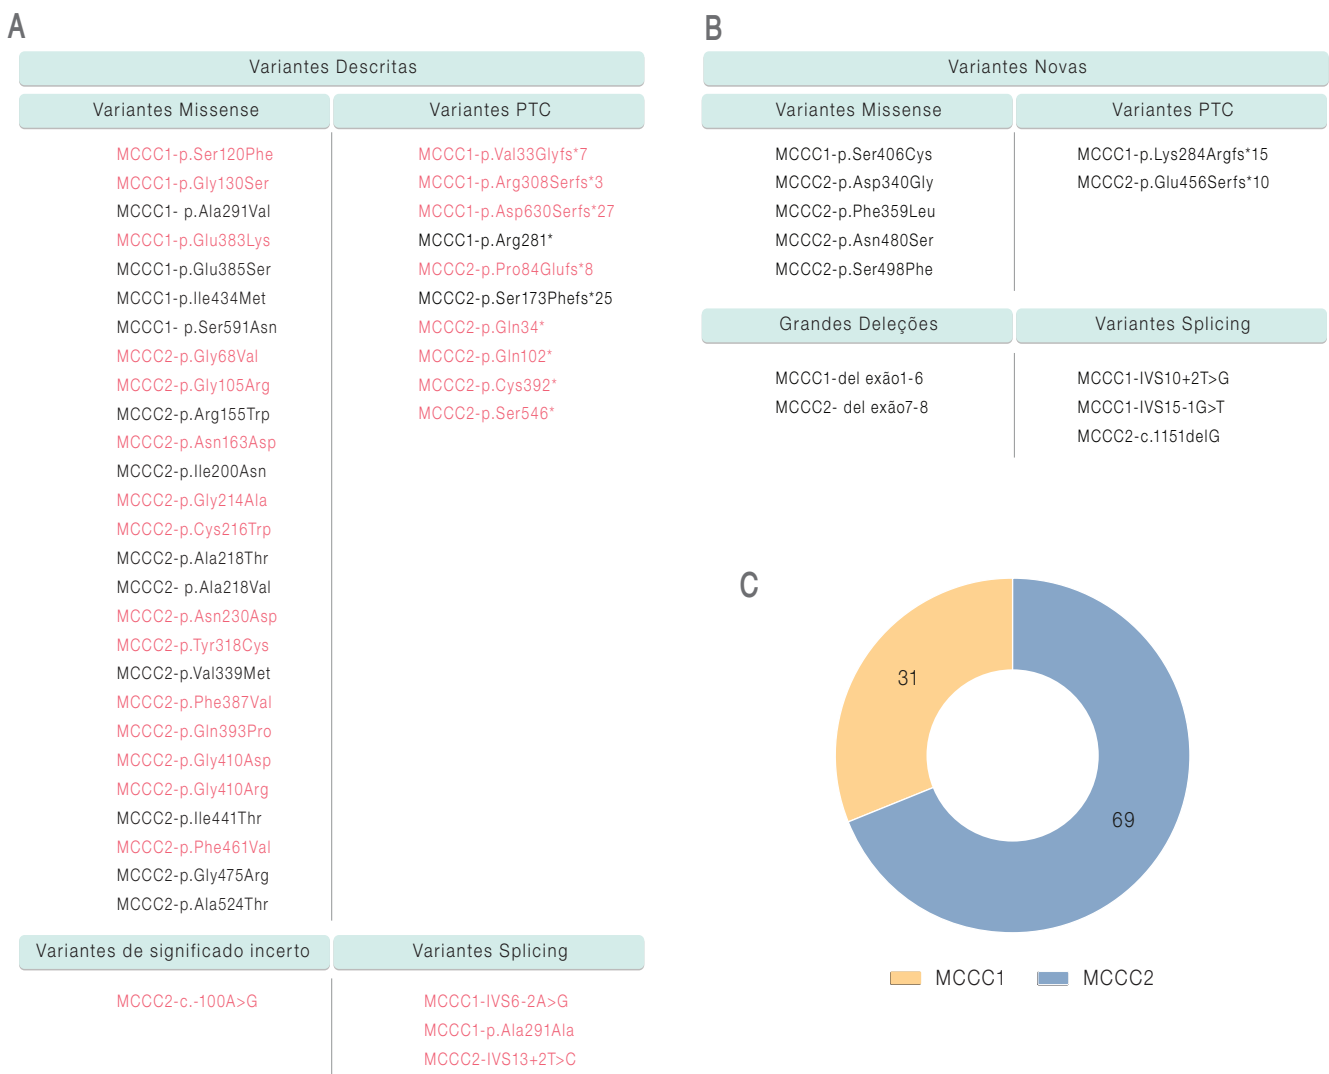 A
Variantes Descritas
Variantes Missense
MCCC1-p.Ser120Phe
MCCC1-p.Gly130Ser
MCCC1- p.Ala291Val
MCCC1-p.Glu383Lys
MCCC1-p.Glu385Ser
MCCC1-p.Ile434Met
MCCC1- p.Ser591Asn
MCCC2-p.Gly68Val
MCCC2-p.Gly105Arg
MCCC2-p.Arg155Trp
MCCC2-p.Asn163Asp
MCCC2-p.Ile200Asn
MCCC2-p.Gly214Ala
MCCC2-p.Cys216Trp
MCCC2-p.Ala218Thr
MCCC2- p.Ala218Val
MCCC2-p.Asn230Asp
MCCC2-p.Tyr318Cys
MCCC2-p.Val339Met
MCCC2-p.Phe387Val
MCCC2-p.Gln393Pro
MCCC2-p.Gly410Asp
MCCC2-p.Gly410Arg
MCCC2-p.Ile441Thr
MCCC2-p.Phe461Val
MCCC2-p.Gly475Arg
MCCC2-p.Ala524Thr
Variantes PTC
MCCC1-p.Val33Glyfs*7
MCCC1-p.Arg308Serfs*3
MCCC1-p.Asp630Serfs*27
MCCC1-p.Arg281*
MCCC2-p.Pro84Glufs*8
MCCC2-p.Ser173Phefs*25
MCCC2-p.Gln34*
MCCC2-p.Gln102*
MCCC2-p.Cys392*
MCCC2-p.Ser546*
Variantes de significado incerto
MCCC2-c.-100A>G
Variantes Splicing
MCCC1-IVS6-2A>G
MCCC1-p.Ala291Ala
MCCC2-IVS13+2T>C
B
Variantes Novas
Variantes Missense
MCCC1-p.Ser406Cys
MCCC2-p.Asp340Gly
MCCC2-p.Phe359Leu
MCCC2-p.Asn480Ser
MCCC2-p.Ser498Phe
Variantes PTC
MCCC1-p.Lys284Argfs*15
MCCC2-p.Glu456Serfs*10
Grandes Deleções
MCCC1-del exão1-6
MCCC2- del exão7-8
Variantes Splicing
MCCC1-IVS10+2T>G
MCCC1-IVS15-1G>T
MCCC2-c.1151delG
C
31
69
MCCC1
MCCC2